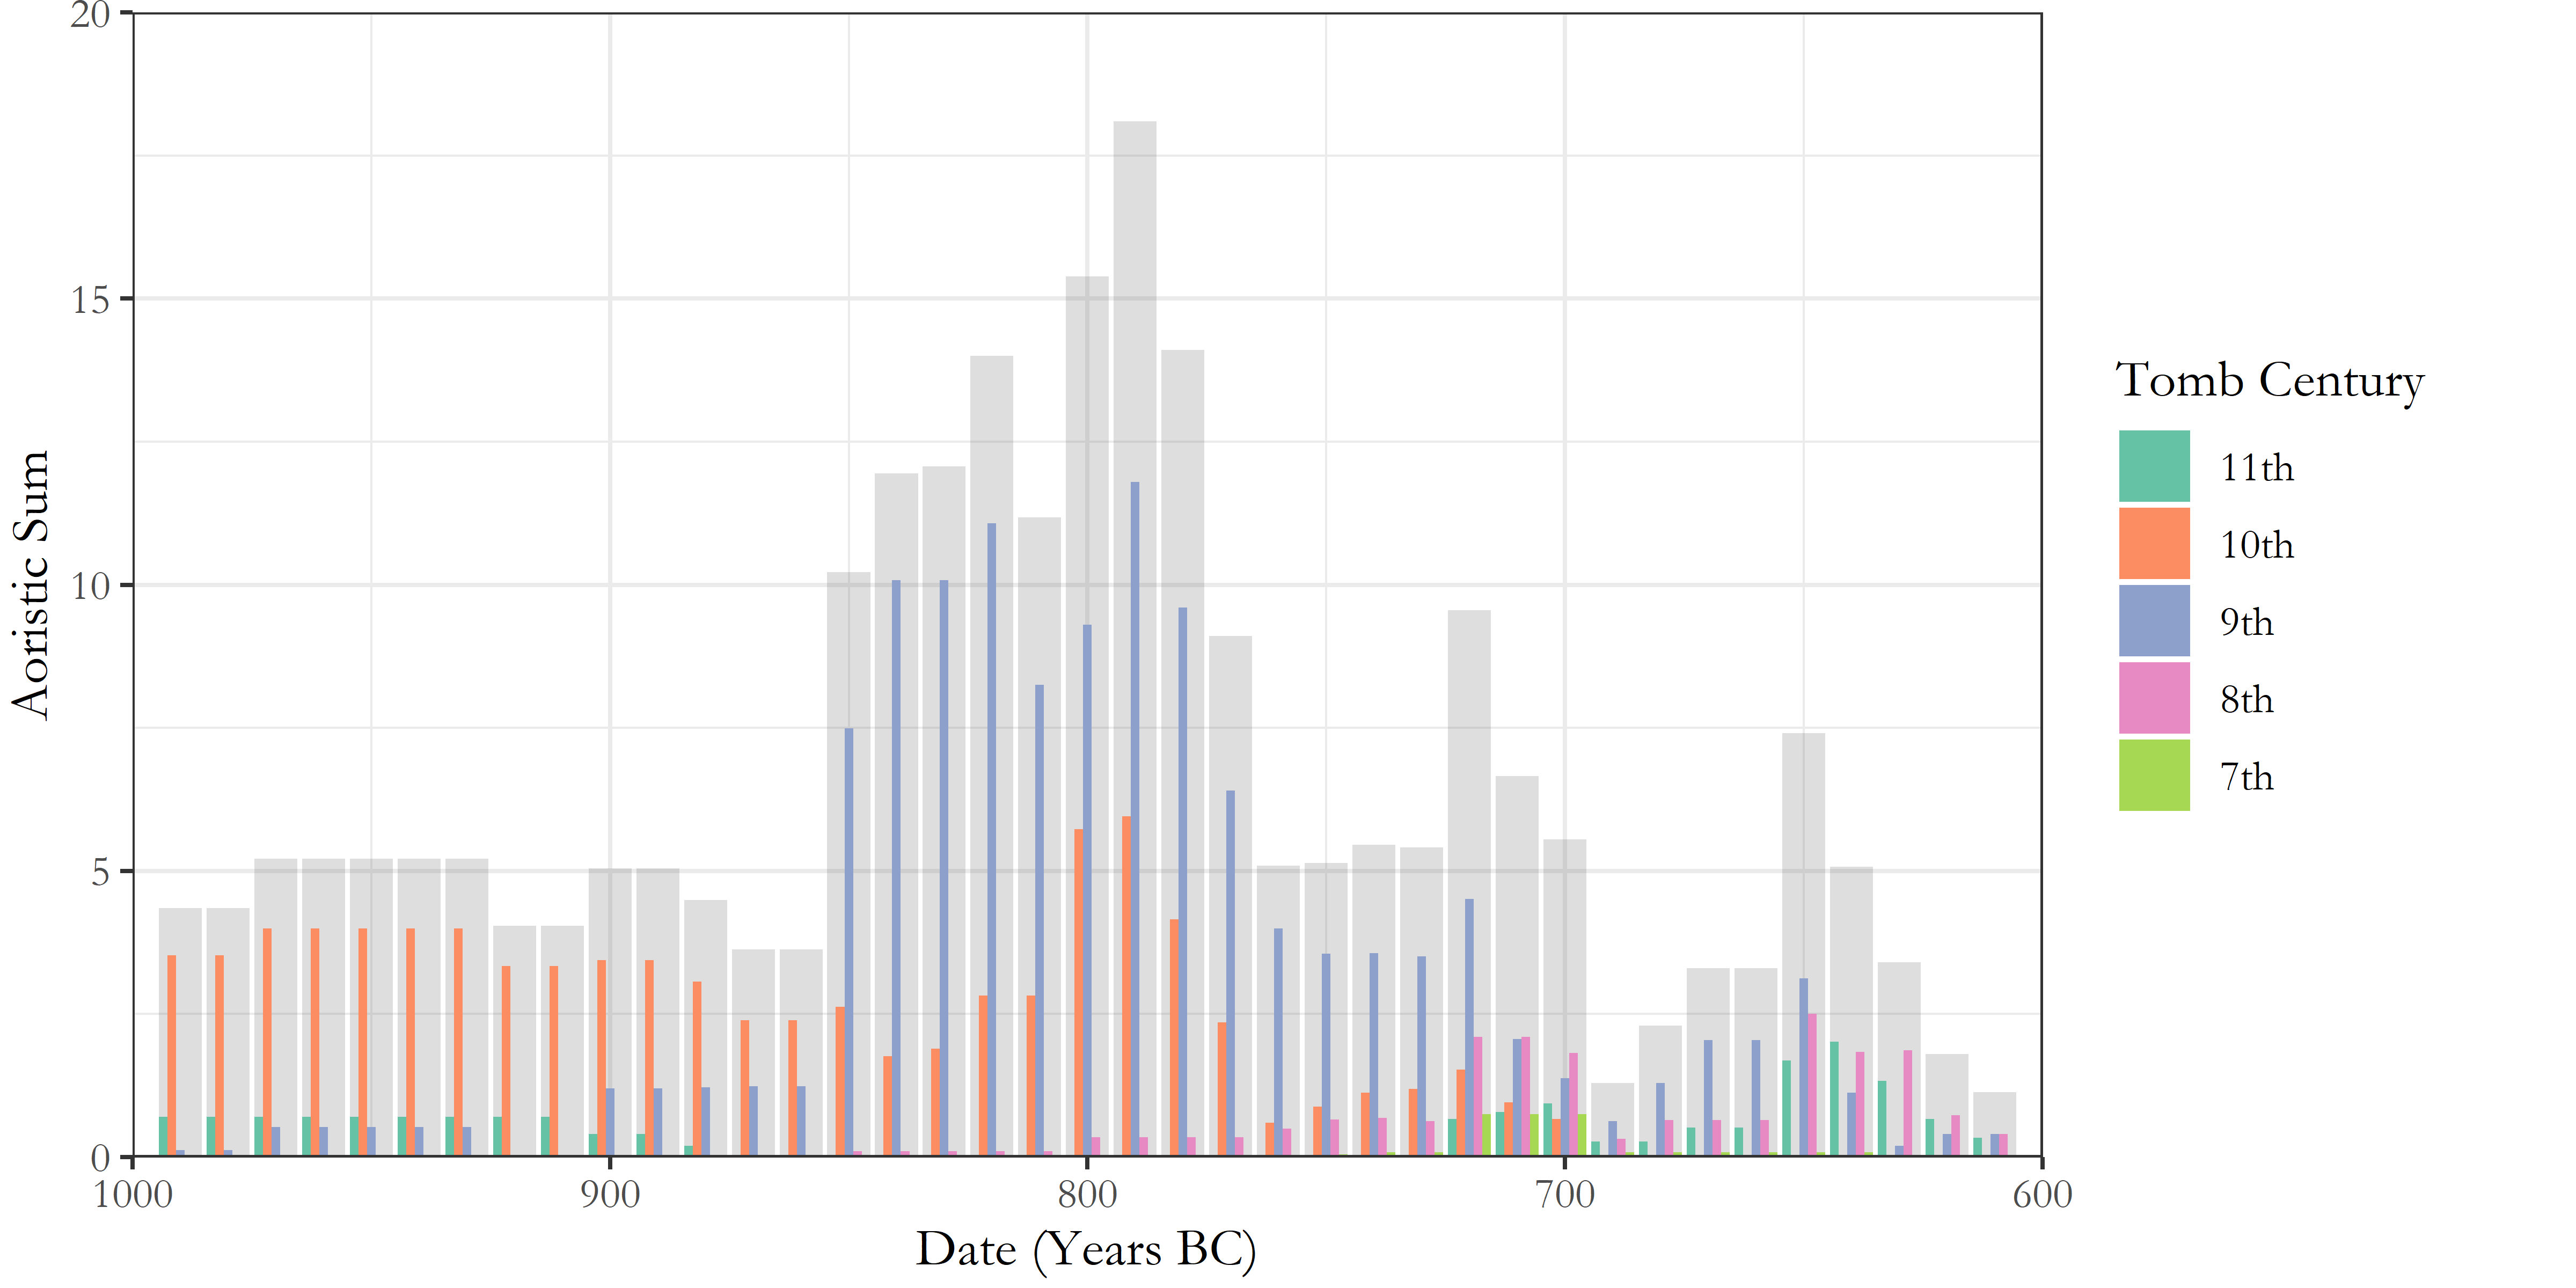 20
15
10
5
0
Aoristic Sum
1000 900 800 700 600
Date (Years BC)
Tomb Century
11th
10th
9th
8th
7th